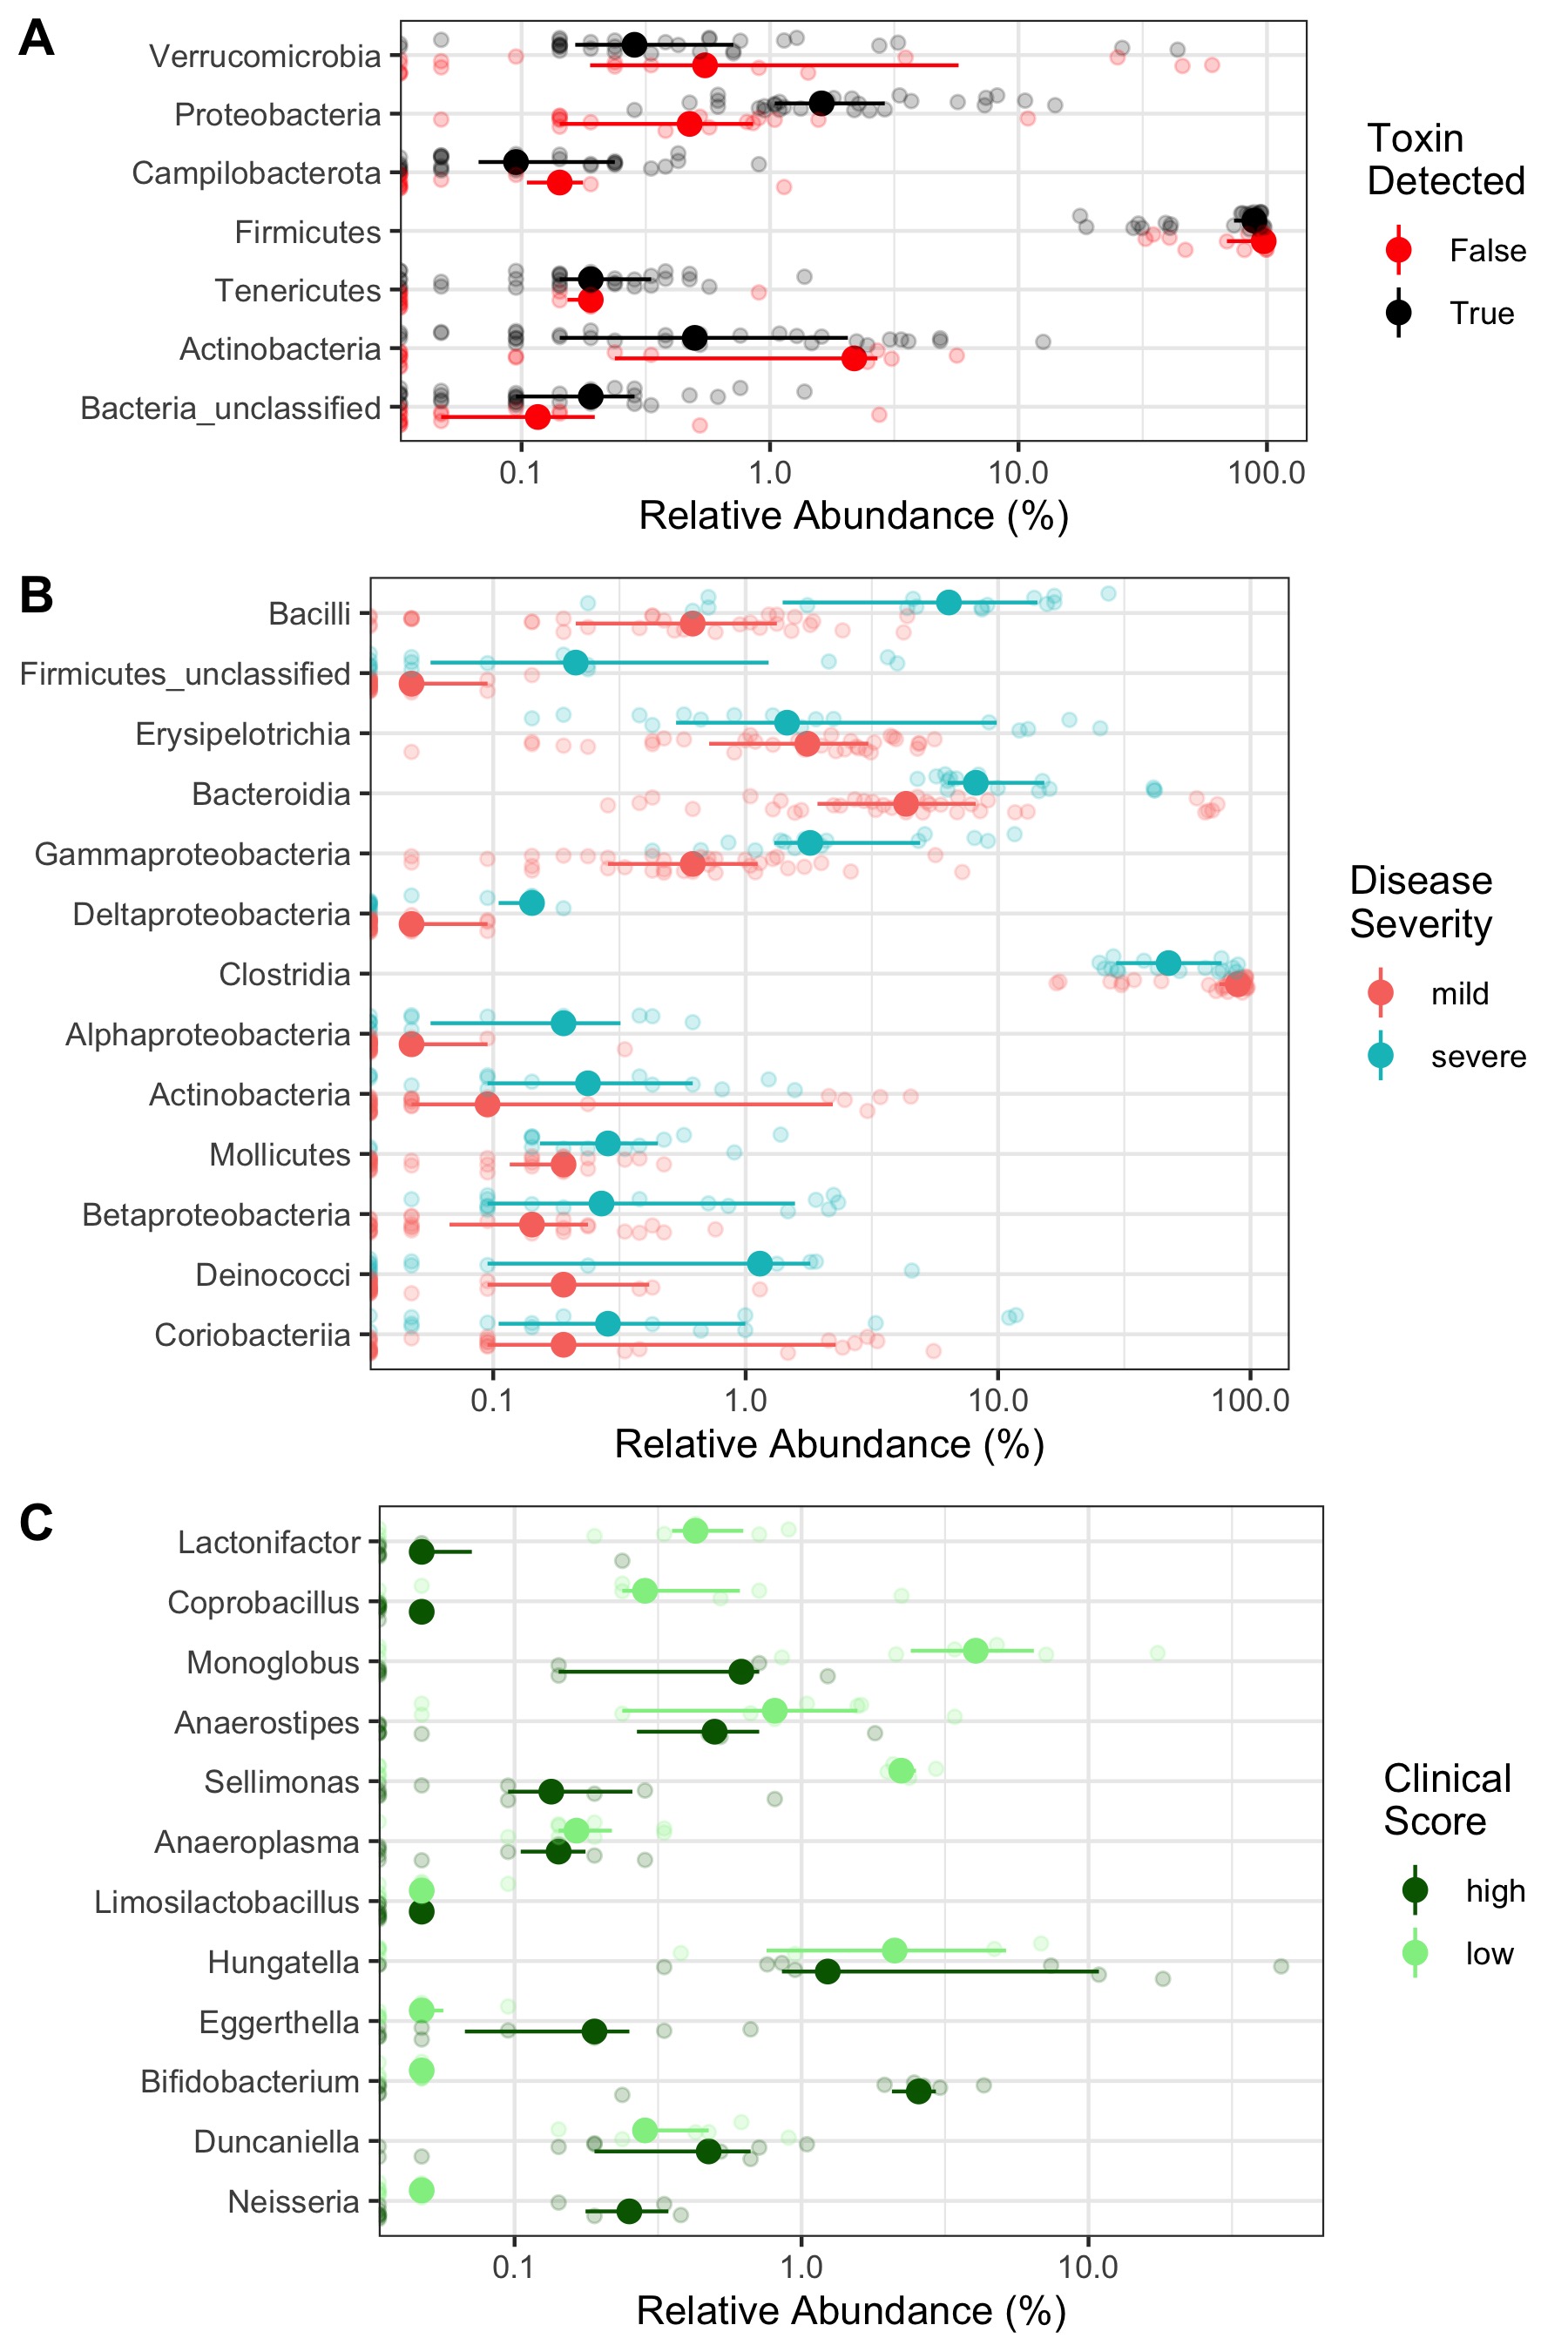 A
Verrucomicrobia
Proteobacteria
Campilobacterota
Firmicutes
Tenericutes
Actinobacteria
Bacteria_unclassified
0.1
1.0
10.0
100.0
Relative Abundance (%)
Toxin
Detected
False
True
B
Bacilli
Firmicutes_unclassified
Erysipelotrichia
Bacteroidia
Gammaproteobacteria
Deltaproteobacteria
Clostridia
Alphaproteobacteria
Actinobacteria
Mollicutes
Betaproteobacteria
Deinococci
Coriobacteriia
0.1
1.0
10.0
100.0
Relative Abundance (%)
Disease
Severity
mild
severe
C
Lactonifactor
Coprobacillus
Monoglobus
Anaerostipes
Sellimonas
Anaeroplasma
Limosilactobacillus
Hungatella
Eggerthella
Bifidobacterium
Duncaniella
Neisseria
0.1
1.0
10.0
Relative Abundance (%)
Clinical
Score
high
low